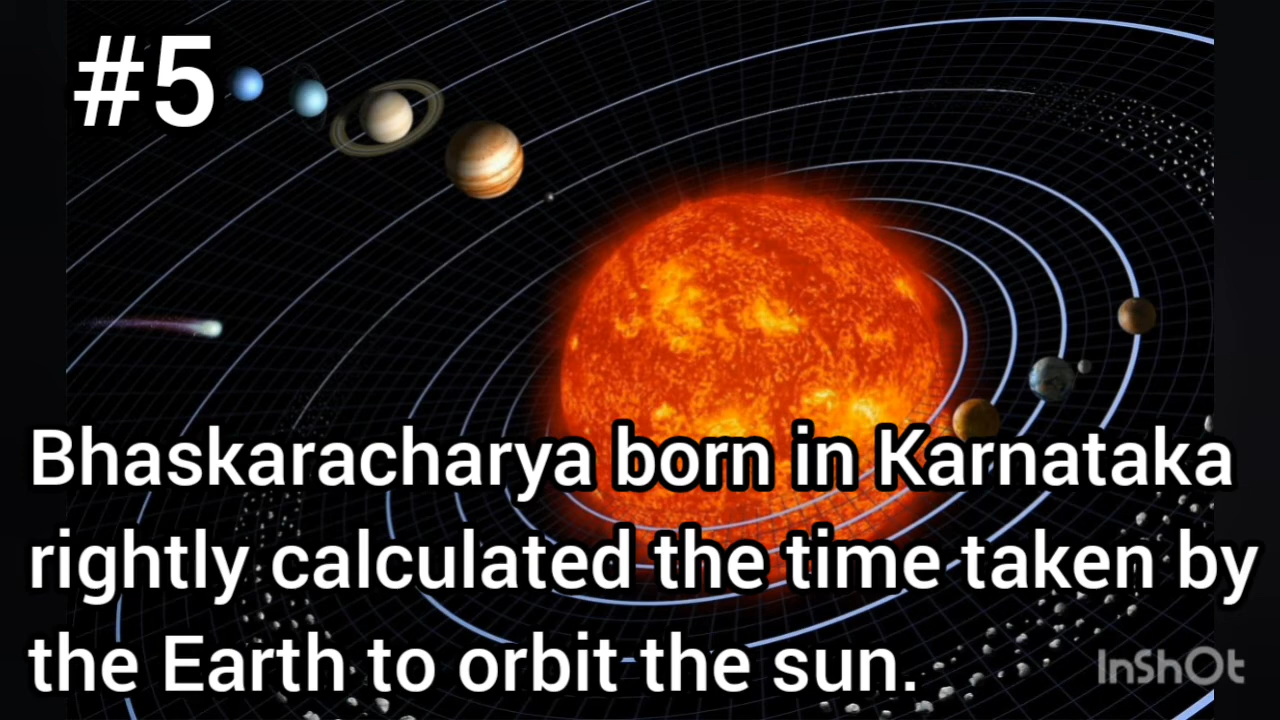 #5
Bhaskaracharya born in Karnataka
rightly calculated the time taken by
the Earth to orbit the sun.
InShOt